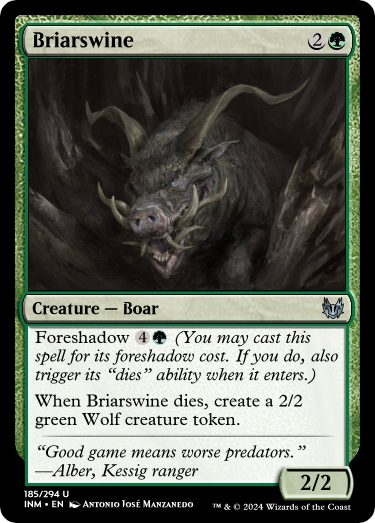 Briarswine 2
Creature — Boar
Foreshadow 4 (You may cast this
spell for its foreshadow cost. If you do, also
trigger its “dies” ability when it enters.)
When Briarswine dies, create a 2/2
green Wolf creature token.
“Good game means worse predators.”
—Alber, Kessig ranger
2/2
185/294 U
INM • EN Antonio José Manzanedo
™ & © 2024 Wizards of the Coast